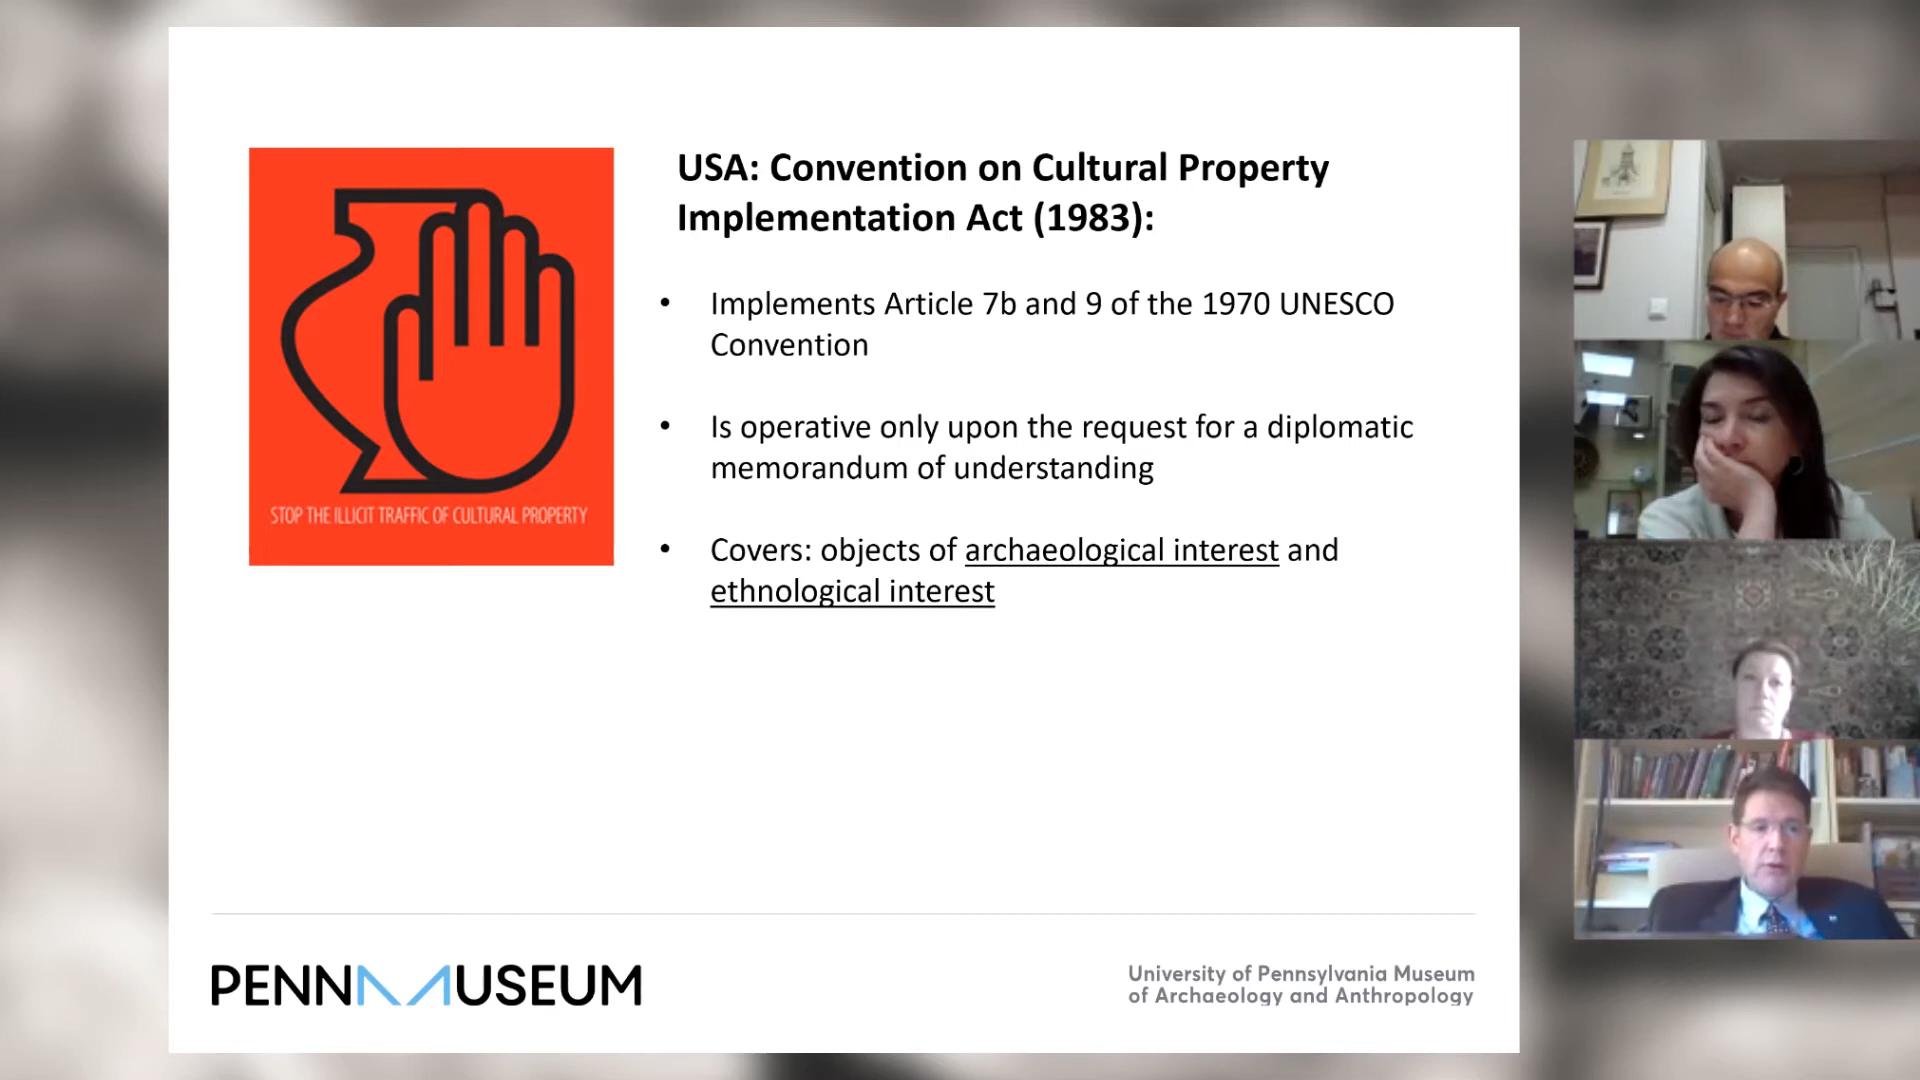 USA: Convention on Cultural Property
Implementation Act (1983):
• Implements Article 7b and 9 of the 1970 UNESCO
Convention
• Is operative only upon the request for a diplomatic
memorandum of understanding
• Covers: objects of archaeological interest and
ethnological interest
STOP THE ILLICIT TRAFFIC OF CULTURAL PROPERTY
PENN MUSEUM
University of Pennsylvania Museum
of Archaeology and Anthropology